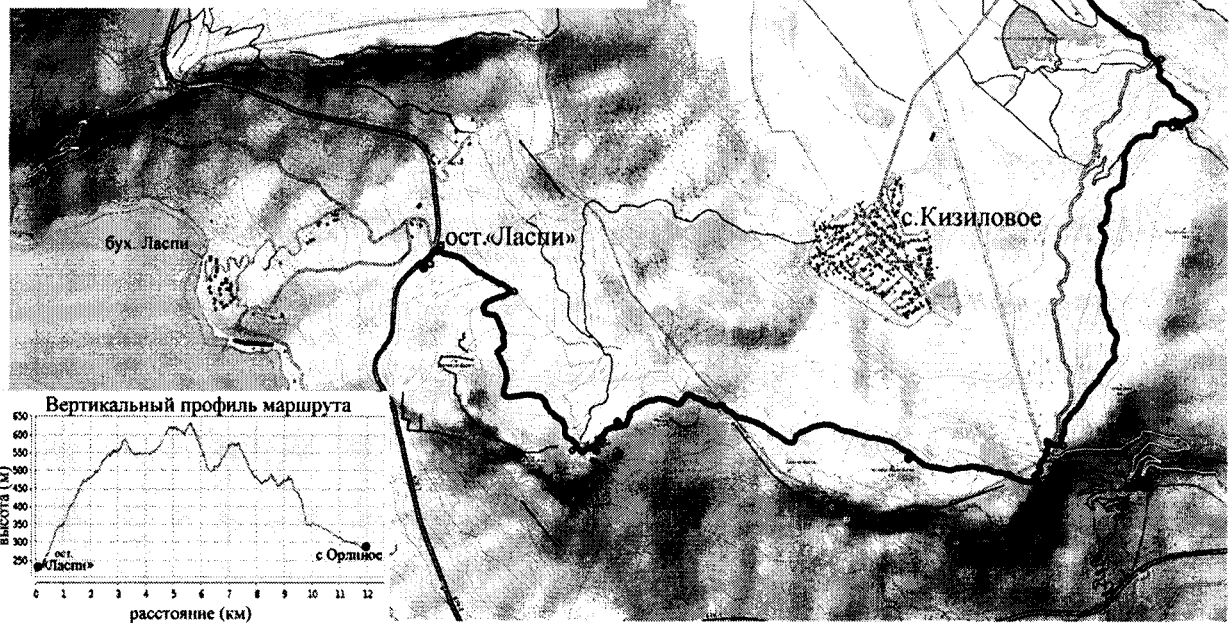 с.Кизиловое
бух. Ласпи
ост.«Ласпи»
Вертикальный профиль маршрута
650
600
550
500
450
400
350
300
250
высота (м)
ост.
«Ласпи»
с Орлиное
0 1 2 3 4 5 6 7 8 9 10 11 12
расстояние (км)